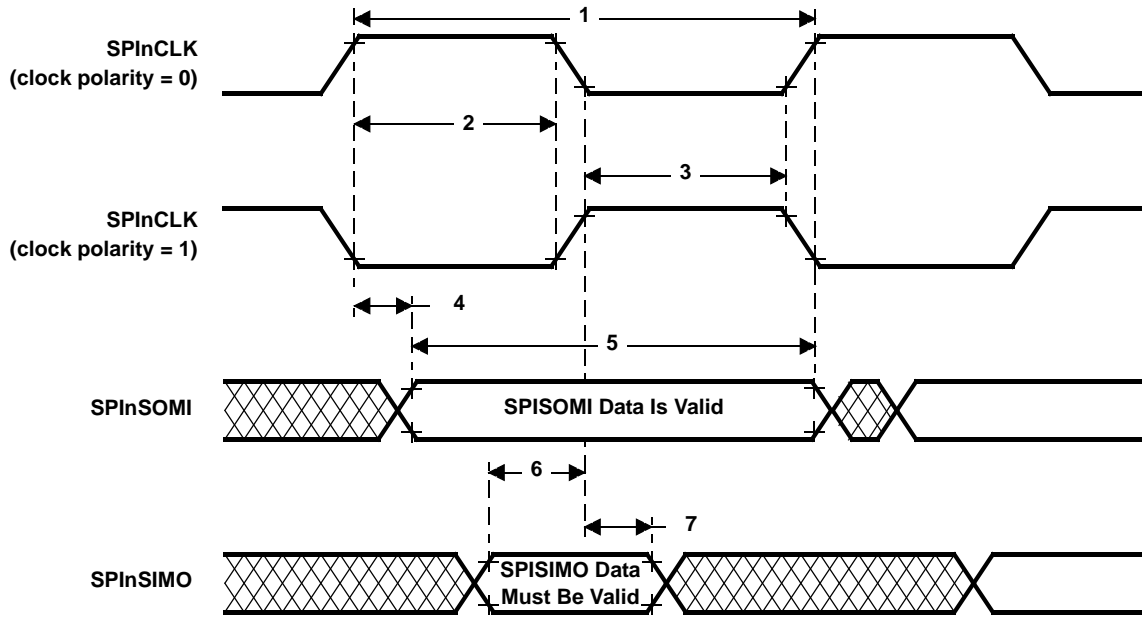 1
SPInCLK
(clock polarity = 0)
2
3
SPInCLK
(clock polarity = 1)
4
5
SPInSOMI
SPISOMI Data Is Valid
6
7
SPInSIMO
SPISIMO Data
Must Be Valid